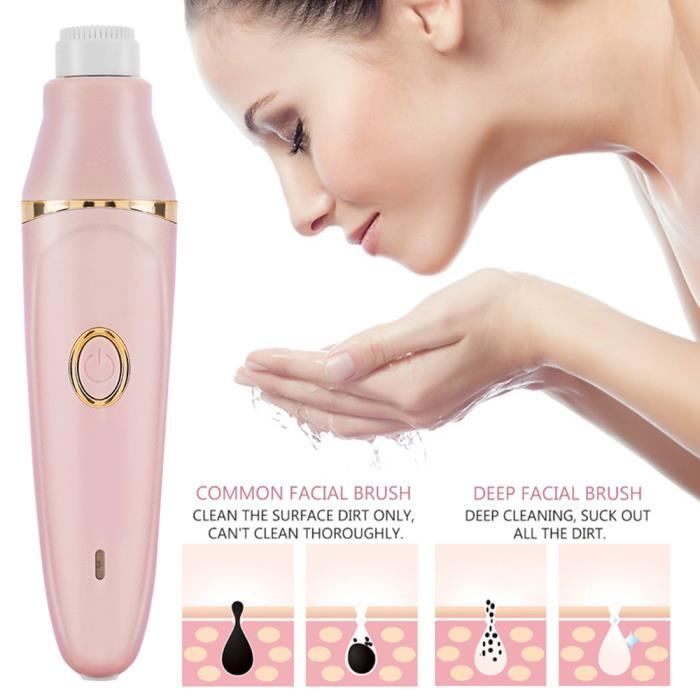 COMMON FACIAL BRUSH
CLEAN THE SURFACE DIRT ONLY,
CAN'T CLEAN THOROUGHLY.
DEEP FACIAL BRUSH
DEEP CLEANING, SUCK OUT
ALL THE DIRT.